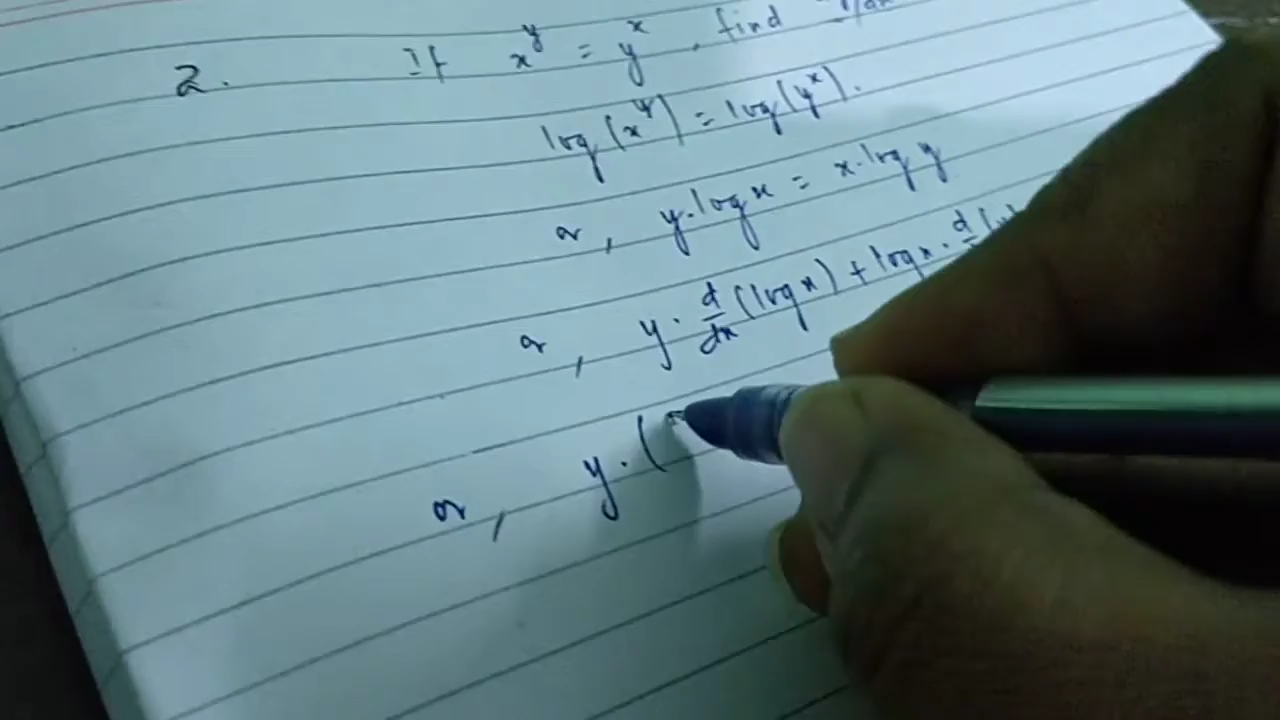 2. If x^y = y^x, find
log(x^y) = log(y^x).
or, y·log x = x·log y
or, y·d/dx(log x) + log x·d/
or, y·(